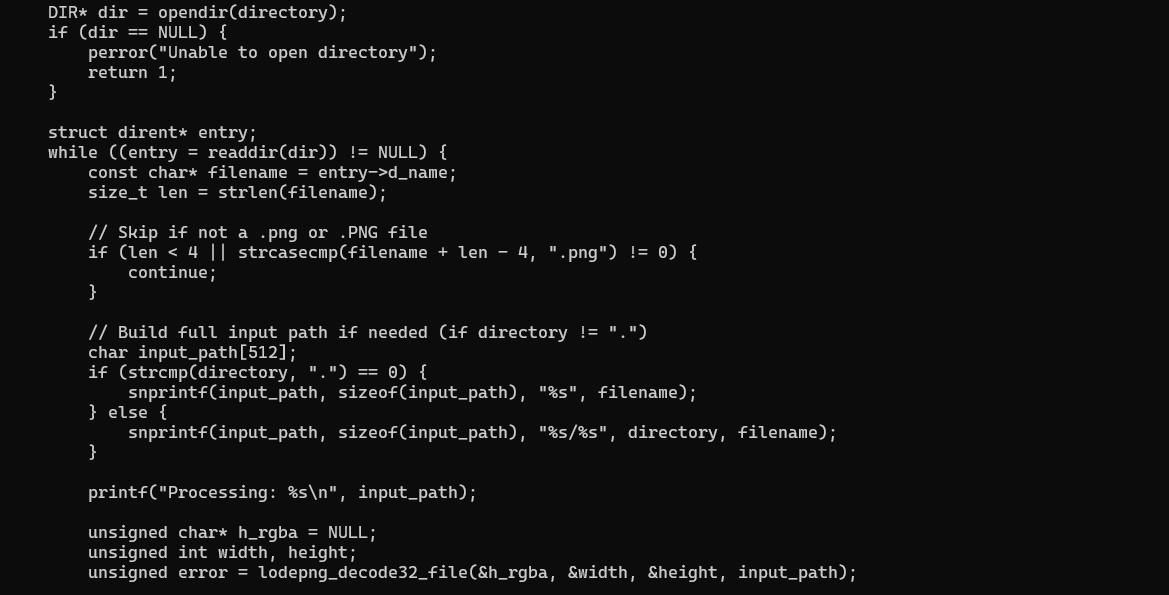 DIR* dir = opendir(directory);
if (dir == NULL) {
perror("Unable to open directory");
return 1;
}
struct dirent* entry;
while ((entry = readdir(dir)) != NULL) {
const char* filename = entry->d_name;
size_t len = strlen(filename);
// Skip if not a .png or .PNG file
if (len < 4 || strcasecmp(filename + len - 4, ".png") != 0) {
continue;
}
// Build full input path if needed (if directory != ".")
char input_path[512];
if (strcmp(directory, ".") == 0) {
snprintf(input_path, sizeof(input_path), "%s", filename);
} else {
snprintf(input_path, sizeof(input_path), "%s/%s", directory, filename);
}
printf("Processing: %s\n", input_path);
unsigned char* h_rgba = NULL;
unsigned int width, height;
unsigned error = lodepng_decode32_file(&h_rgba, &width, &height, input_path);